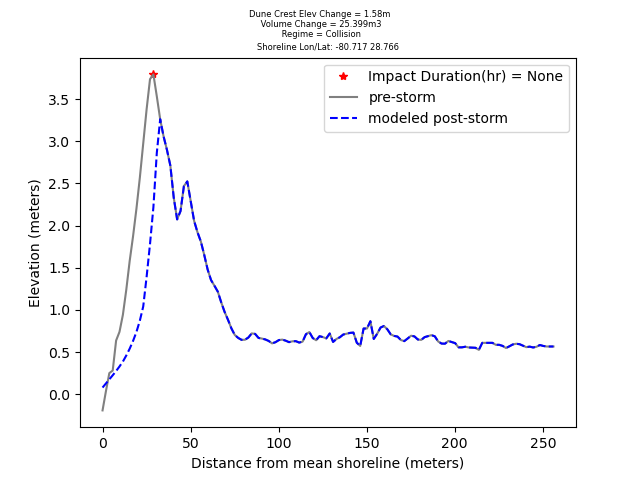 Dune Crest Elev Change = 1.58m
Volume Change = 25.399m3
Regime = Collision
Shoreline Lon/Lat: -80.717 28.766
Impact Duration(hr) = None
pre-storm
modeled post-storm
Elevation (meters)
3.5
3.0
2.5
2.0
1.5
1.0
0.5
0.0
0 50 100 150 200 250
Distance from mean shoreline (meters)